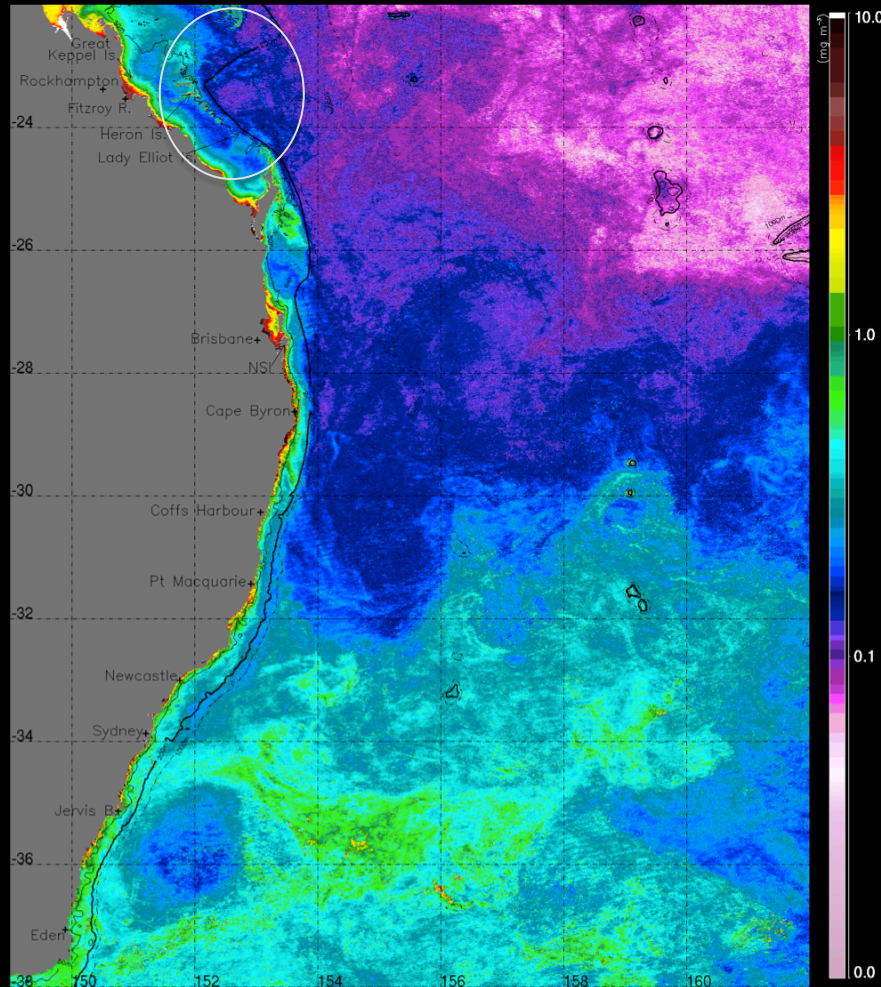 (mg m⁻³)
10.0
Great
Keppel Is.
Rockhampton
Fitzroy R.
-24
Heron Is.
Lady Elliot Is.
-26
1.0
Brisbane
-28
NSI
Cape Byron
-30
Coffs Harbour
Pt Macquarie
-32
0.1
Newcastle
Sydney
-34
Jervis B.
-36
Eden
0.0
-38
150
152
154
156
158
160